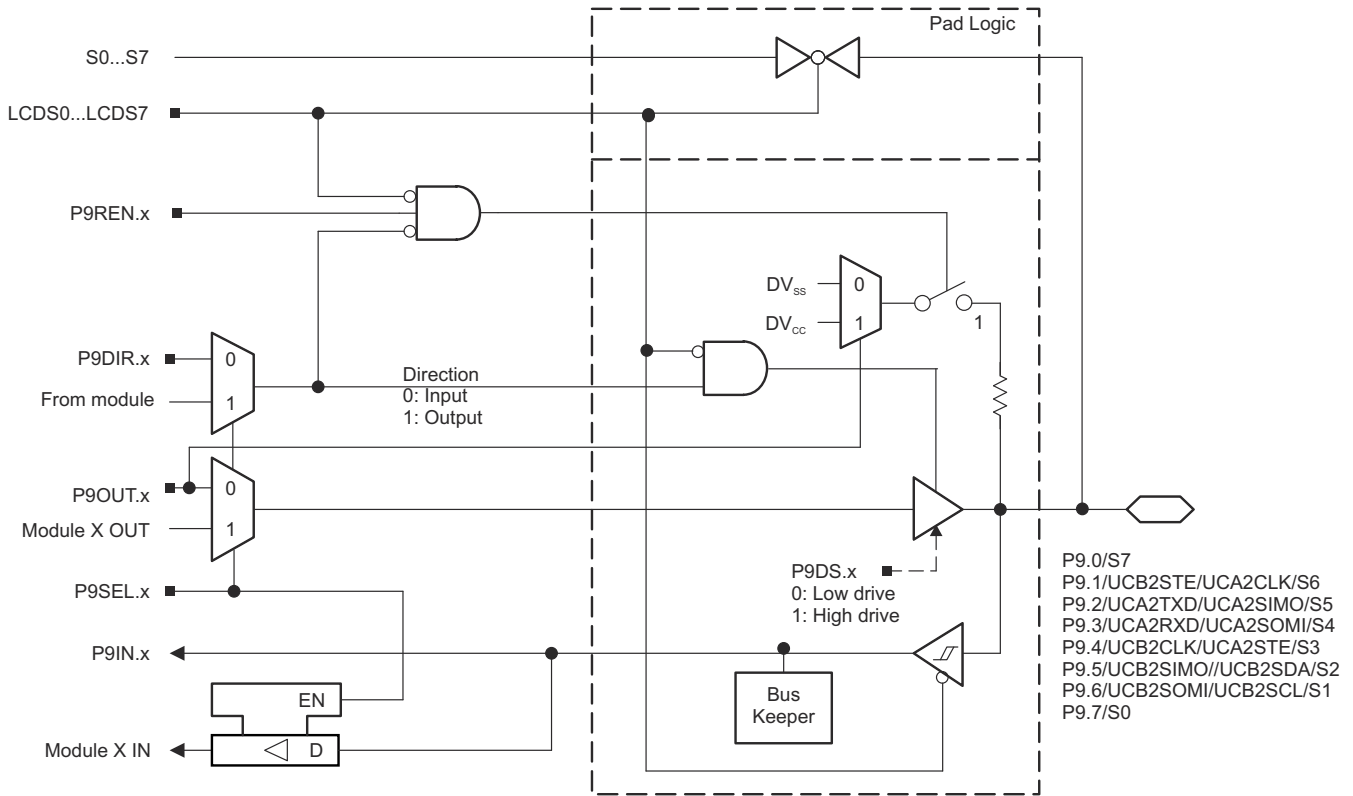 Pad Logic
S0...S7
LCDS0...LCDS7
P9REN.x
DVSS
0
DVCC
1
1
P9DIR.x
0
From module
1
Direction
0: Input
1: Output
P9OUT.x
0
Module X OUT
1
P9SEL.x
P9DS.x
0: Low drive
1: High drive
P9IN.x
EN
Module X IN
D
Bus
Keeper
P9.0/S7
P9.1/UCB2STE/UCA2CLK/S6
P9.2/UCA2TXD/UCA2SIMO/S5
P9.3/UCA2RXD/UCA2SOMI/S4
P9.4/UCB2CLK/UCA2STE/S3
P9.5/UCB2SIMO//UCB2SDA/S2
P9.6/UCB2SOMI/UCB2SCL/S1
P9.7/S0